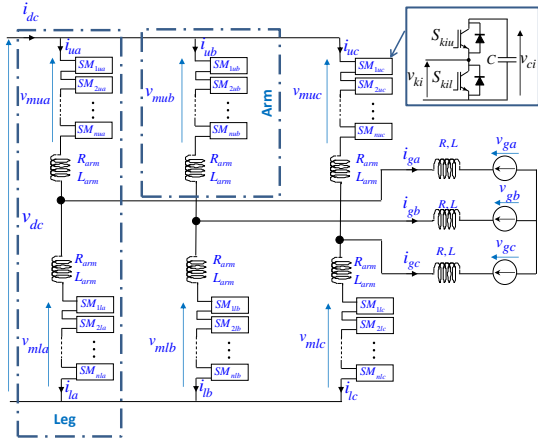 i_dc
i_ua
i_ub
i_uc
SM_1ua
SM_2ua
SM_nua
v_mua
SM_1ub
SM_2ub
SM_nub
v_mub
Arm
SM_1uc
SM_2uc
SM_nuc
v_muc
S_kiu
S_kil
C
v_ki
v_ci
R_arm
L_arm
R_arm
L_arm
R_arm
L_arm
i_ga
R,L
v_ga
i_gb
R,L
v_gb
i_gc
R,L
v_gc
v_dc
R_arm
L_arm
R_arm
L_arm
R_arm
L_arm
SM_1la
SM_2la
SM_nla
v_mla
SM_1lb
SM_2lb
SM_nlb
v_mlb
SM_1lc
SM_2lc
SM_nlc
v_mlc
i_la
i_lb
i_lc
Leg